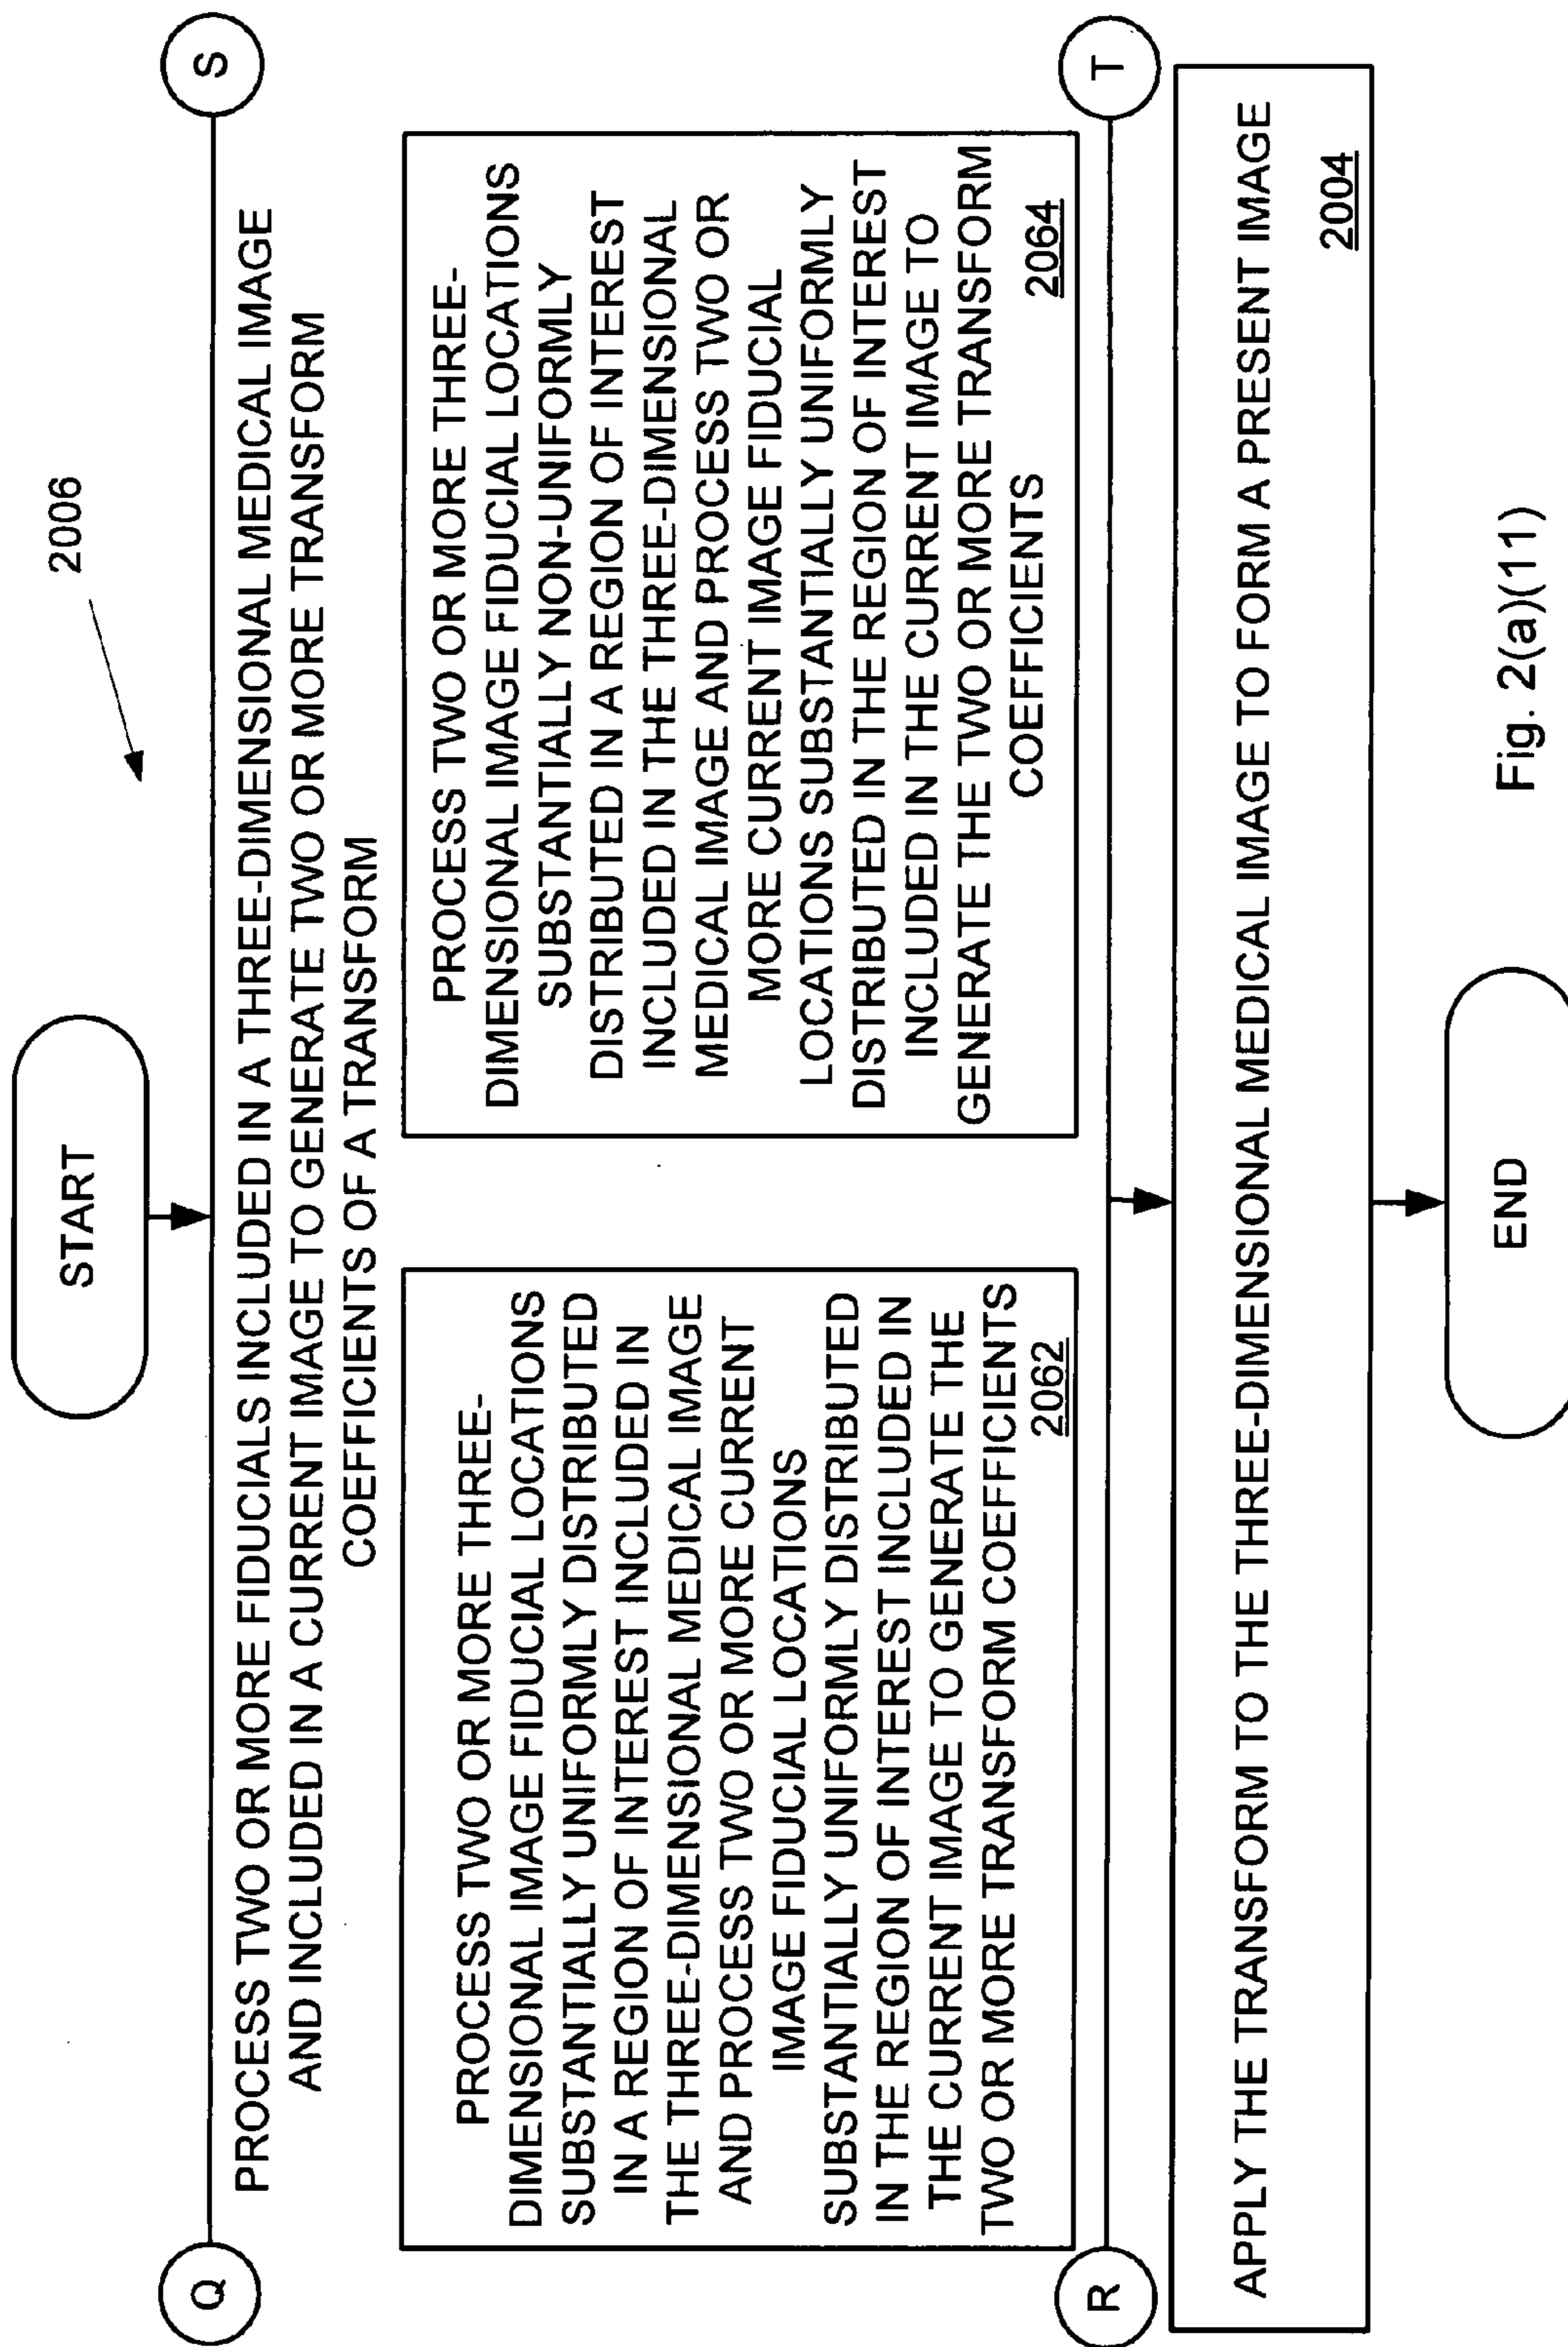 2006
START
Q
S
PROCESS TWO OR MORE FIDUCIALS INCLUDED IN A THREE-DIMENSIONAL MEDICAL IMAGE
AND INCLUDED IN A CURRENT IMAGE TO GENERATE TWO OR MORE TRANSFORM
COEFFICIENTS OF A TRANSFORM
PROCESS TWO OR MORE THREE-
DIMENSIONAL IMAGE FIDUCIAL LOCATIONS
SUBSTANTIALLY UNIFORMLY DISTRIBUTED
IN A REGION OF INTEREST INCLUDED IN
THE THREE-DIMENSIONAL MEDICAL IMAGE
AND PROCESS TWO OR MORE CURRENT
IMAGE FIDUCIAL LOCATIONS
SUBSTANTIALLY UNIFORMLY DISTRIBUTED
IN THE REGION OF INTEREST INCLUDED IN
THE CURRENT IMAGE TO GENERATE THE
TWO OR MORE TRANSFORM COEFFICIENTS
2062
PROCESS TWO OR MORE THREE-
DIMENSIONAL IMAGE FIDUCIAL LOCATIONS
SUBSTANTIALLY NON-UNIFORMLY
DISTRIBUTED IN A REGION OF INTEREST
INCLUDED IN THE THREE-DIMENSIONAL
MEDICAL IMAGE AND PROCESS TWO OR
MORE CURRENT IMAGE FIDUCIAL
LOCATIONS SUBSTANTIALLY UNIFORMLY
DISTRIBUTED IN THE REGION OF INTEREST
INCLUDED IN THE CURRENT IMAGE TO
GENERATE THE TWO OR MORE TRANSFORM
COEFFICIENTS
2064
R
T
APPLY THE TRANSFORM TO THE THREE-DIMENSIONAL MEDICAL IMAGE TO FORM A PRESENT IMAGE
2004
END
Fig. 2(a)(11)